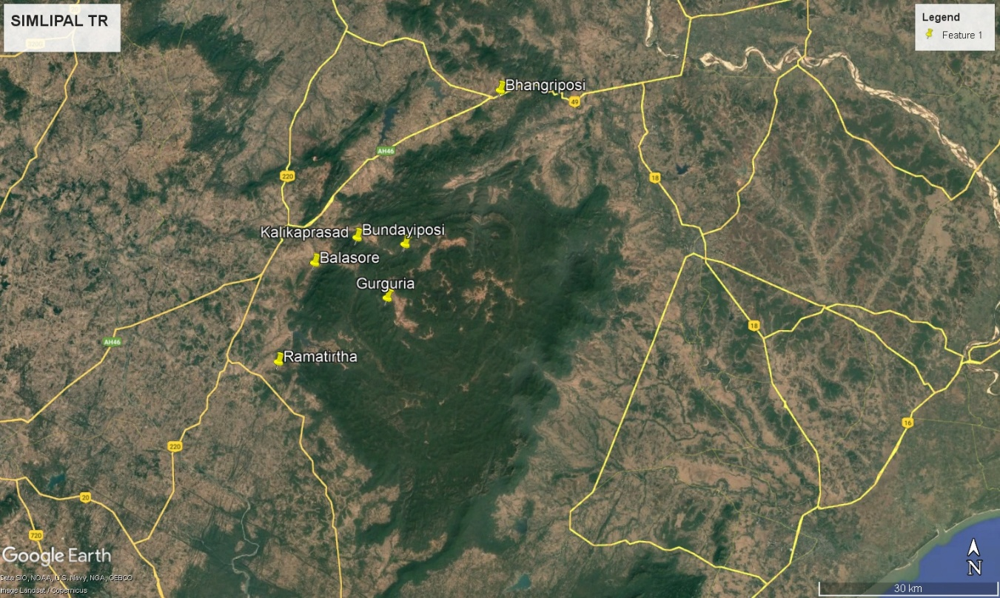 SIMLIPAL TR
Legend
Feature 1
2200
Bhangriposi
49
AH46
220
18
Kalikaprasad
Bundayiposi
Balasore
Gurguria
18
AH46
Ramatirtha
16
220
20
720
Google Earth
Data SIO, NOAA, U.S. Navy, NGA, GEBCO
Image Landsat / Copernicus
N
30 km